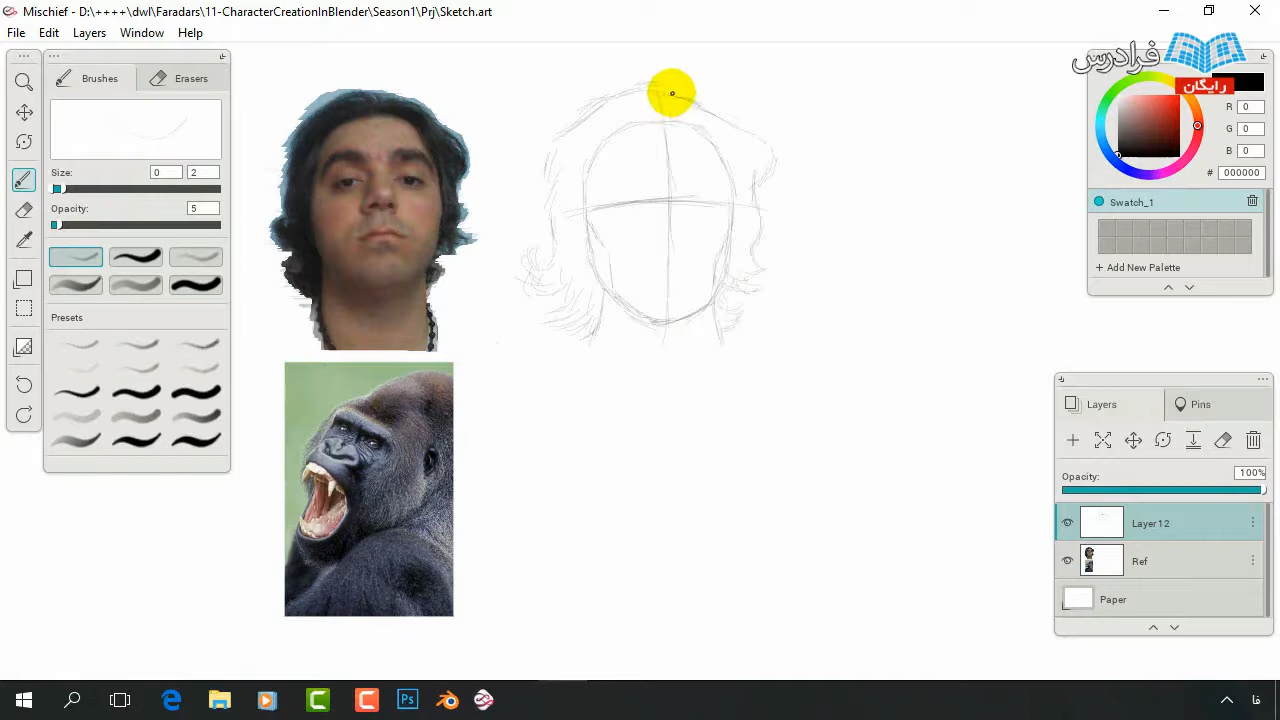 Mischief - D:\++++\dwl\Faradars\11-CharacterCreationInBlender\Season1\Prj\Sketch.art
File Edit Layers Window Help
فرادرس
رایگان
Brushes Erasers
Size: 0 2
Opacity: 5
Presets
R 0
G 0
B 0
# 000000
Swatch_1
+ Add New Palette
Layers Pins
Opacity: 100%
Layer 12
Ref
Paper
Ps
فا